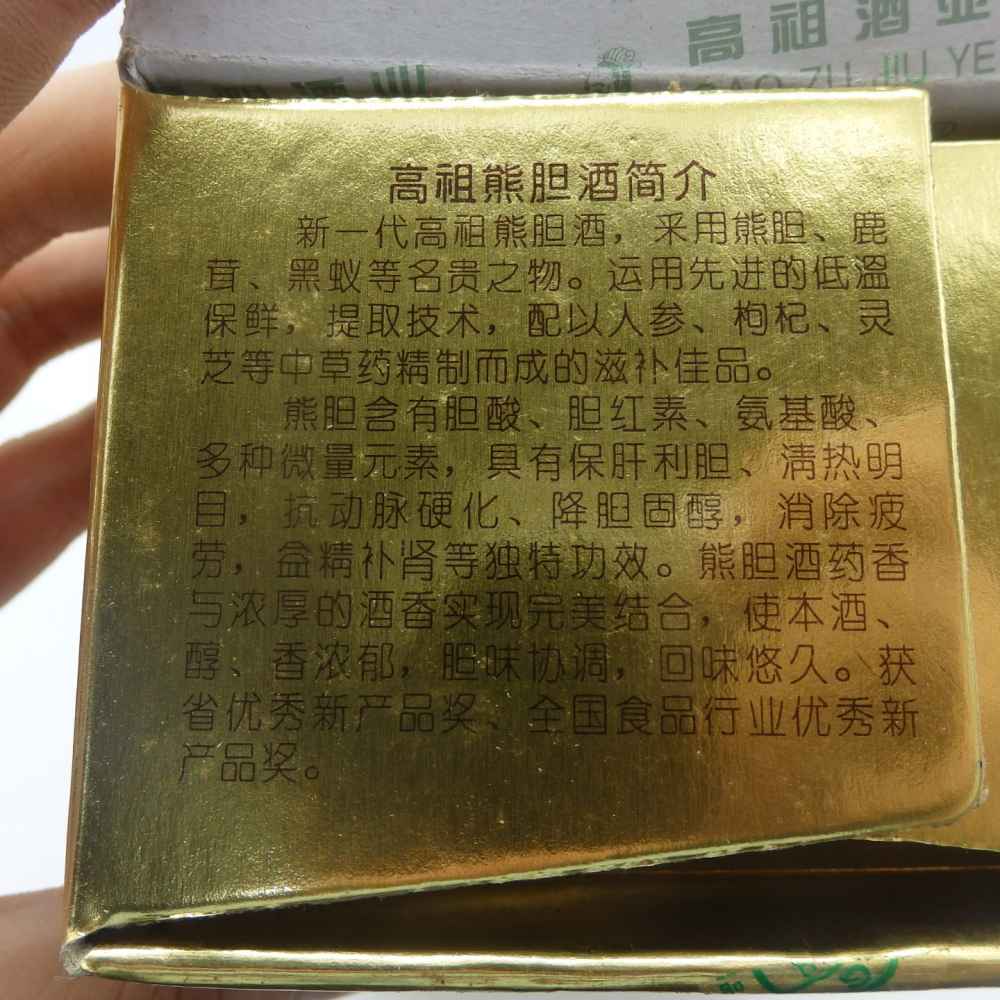 高祖酒业
GAO ZU JIU YE
祖酒业
高祖熊胆酒简介
新一代高祖熊胆酒，采用熊胆、鹿
茸、黑蚁等名贵之物。运用先进的低温
保鲜，提取技术，配以人参、枸杞、灵
芝等中草药精制而成的滋补佳品。
熊胆含有胆酸、胆红素、氨基酸、
多种微量元素，具有保肝利胆、清热明
目，抗动脉硬化、降胆固醇，消除疲
劳，益精补肾等独特功效。熊胆酒药香
与浓厚的酒香实现完美结合，使本酒、
醇、香浓郁，胆味协调，回味悠久。获
省优秀新产品奖、全国食品行业优秀新
产品奖。